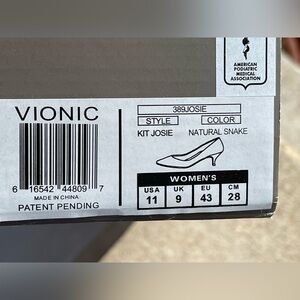 AMERICAN
PODIATRIC
MEDICAL
ASSOCIATION
VIONIC
389JOSIE
STYLE COLOR
KIT JOSIE NATURAL SNAKE
6 16542 44809 7
MADE IN CHINA
PATENT PENDING
WOMEN'S
USA UK EU CM
11 9 43 28